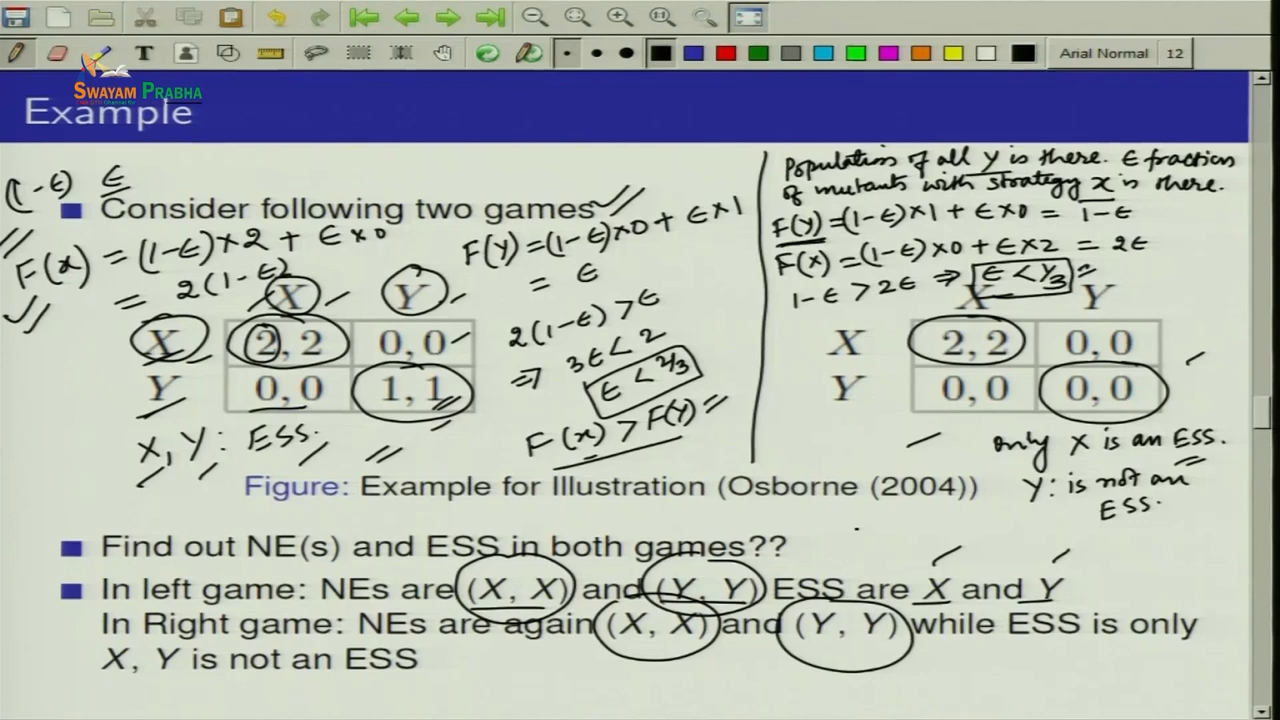 Arial Normal 12
SWAYAM PRABHA
Example
(1-ϵ) ϵ
Consider following two games
F(x) = (1-ϵ)×2 + ϵ×0
= 2(1-ϵ)
F(Y) = (1-ϵ)×0 + ϵ×1
= ϵ
2(1-ϵ) > ϵ
⇒ 3ϵ < 2
ϵ < 2/3
F(x) > F(Y)
X Y
X 2, 2 0, 0
Y 0, 0 1, 1
X, Y : ESS.
Population of all Y is there. ϵ fraction
of mutants with strategy x is there.
F(Y) = (1-ϵ)×1 + ϵ×0 = 1-ϵ
F(x) = (1-ϵ)×0 + ϵ×2 = 2ϵ
1-ϵ > 2ϵ ⇒ ϵ < 1/3
X Y
X 2, 2 0, 0
Y 0, 0 0, 0
only X is an ESS.
Y: is not an
ESS.
Figure: Example for Illustration (Osborne (2004))
Find out NE(s) and ESS in both games??
In left game: NEs are (X, X) and (Y, Y) ESS are X and Y
In Right game: NEs are again (X, X) and (Y, Y) while ESS is only
X, Y is not an ESS